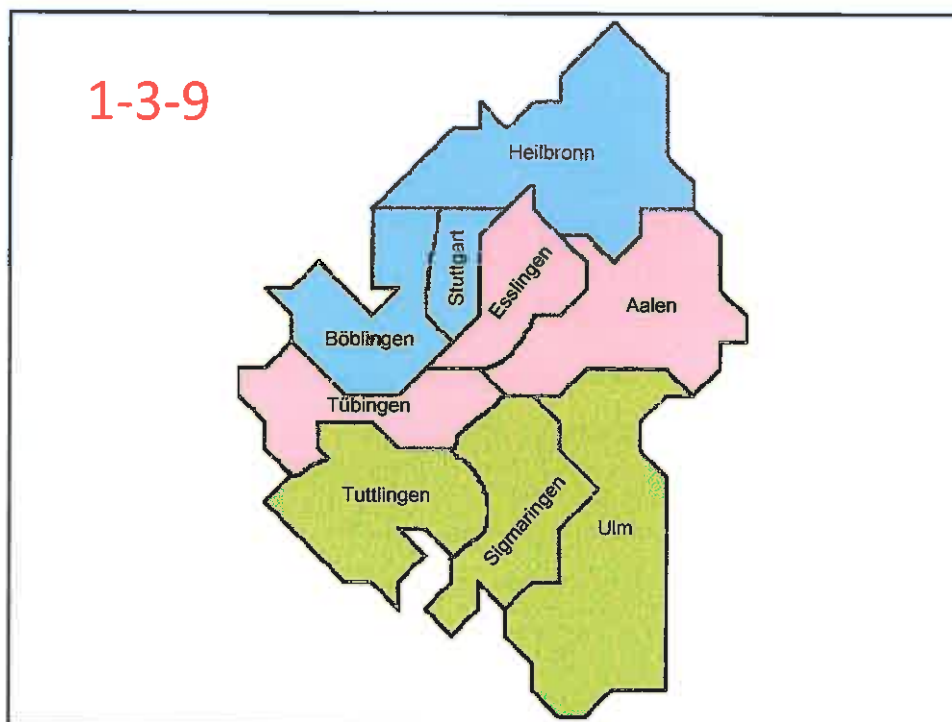 1-3-9
Heilbronn
Stuttgart
Esslingen
Aalen
Böblingen
Tübingen
Tuttlingen
Sigmaringen
Ulm